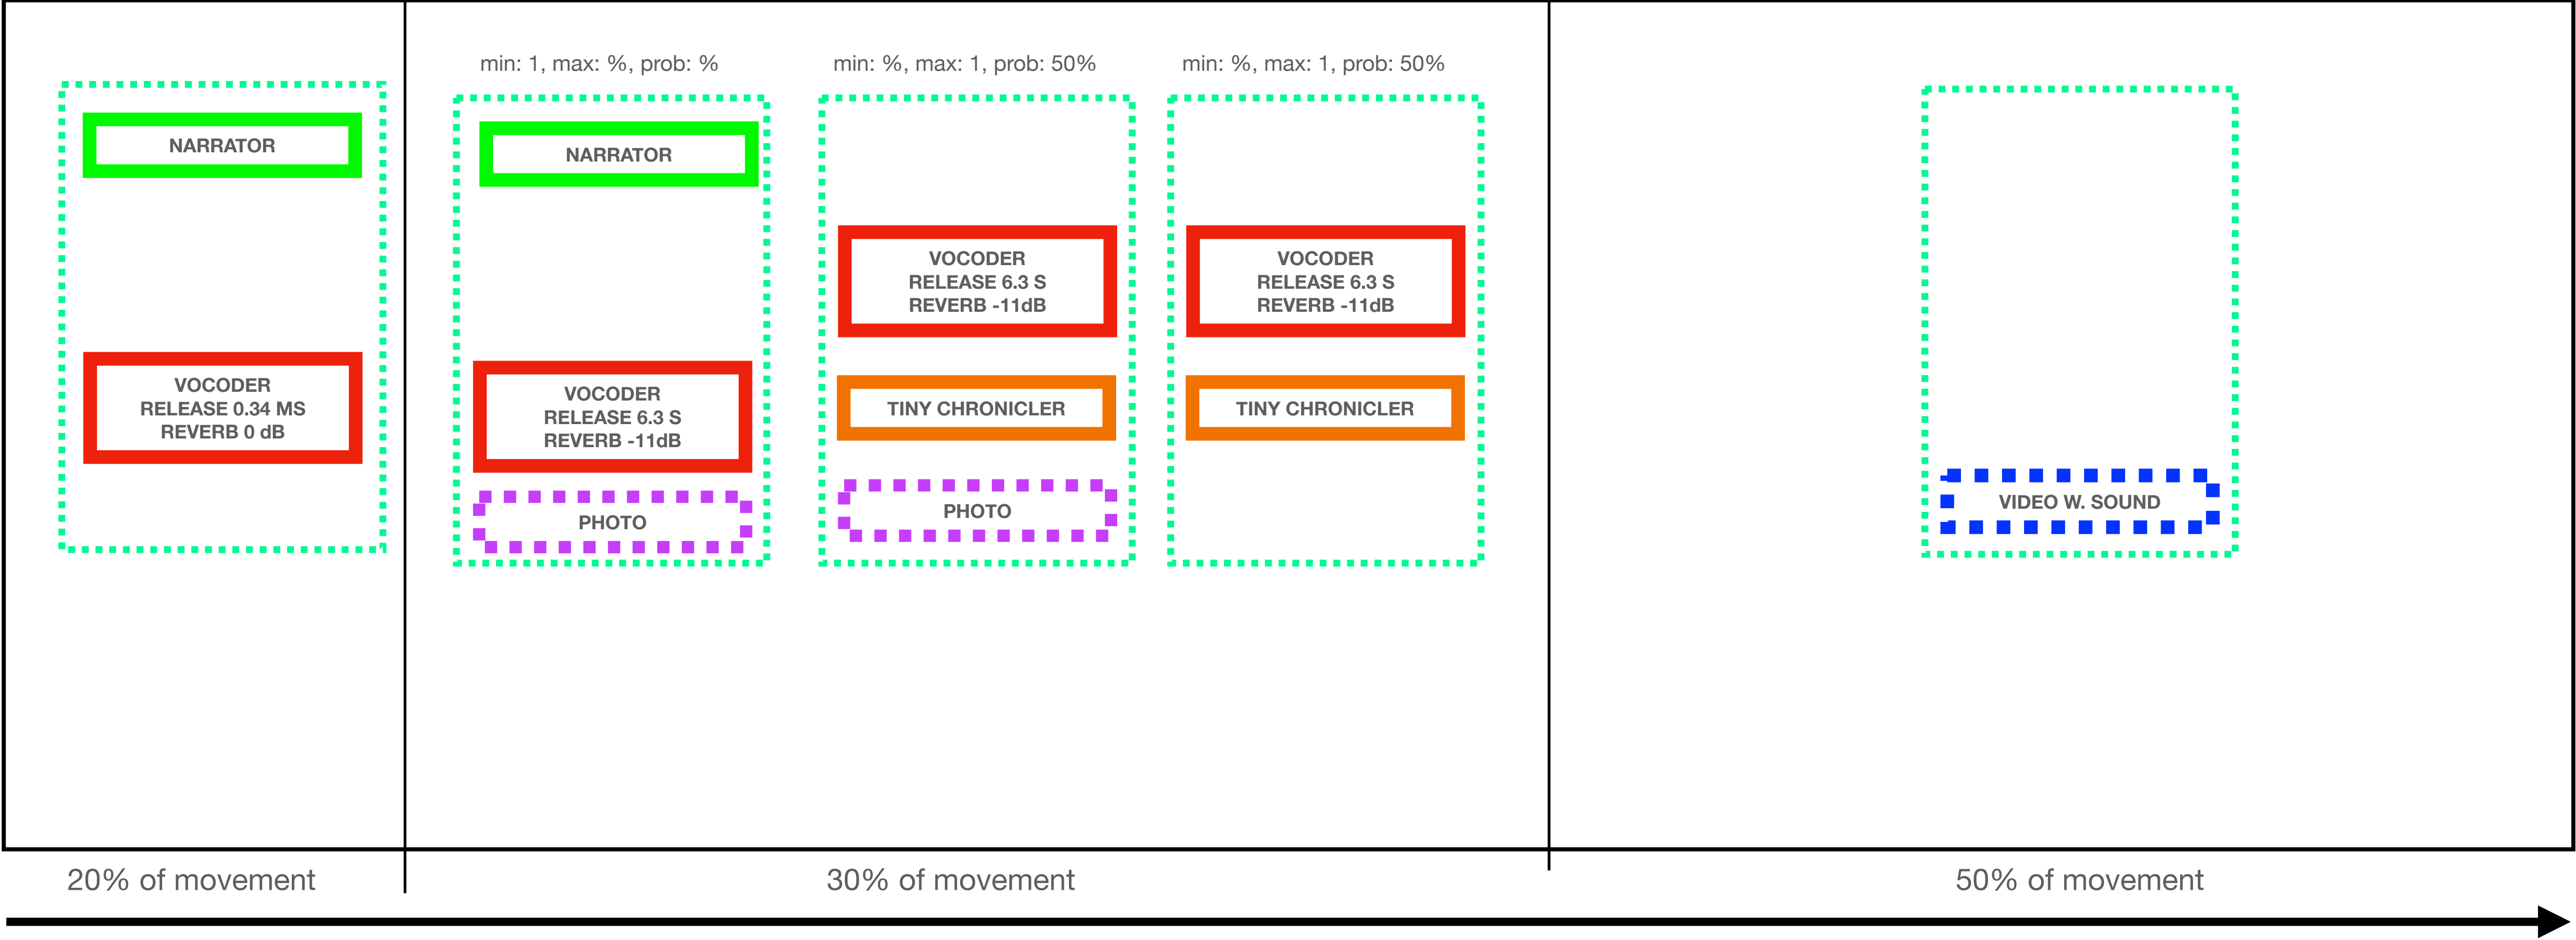 min: 1, max: %, prob: %
min: %, max: 1, prob: 50%
min: %, max: 1, prob: 50%
NARRATOR
VOCODER
RELEASE 0.34 MS
REVERB 0 dB
NARRATOR
VOCODER
RELEASE 6.3 S
REVERB -11dB
PHOTO
VOCODER
RELEASE 6.3 S
REVERB -11dB
TINY CHRONICLER
PHOTO
VOCODER
RELEASE 6.3 S
REVERB -11dB
TINY CHRONICLER
VIDEO W. SOUND
20% of movement
30% of movement
50% of movement